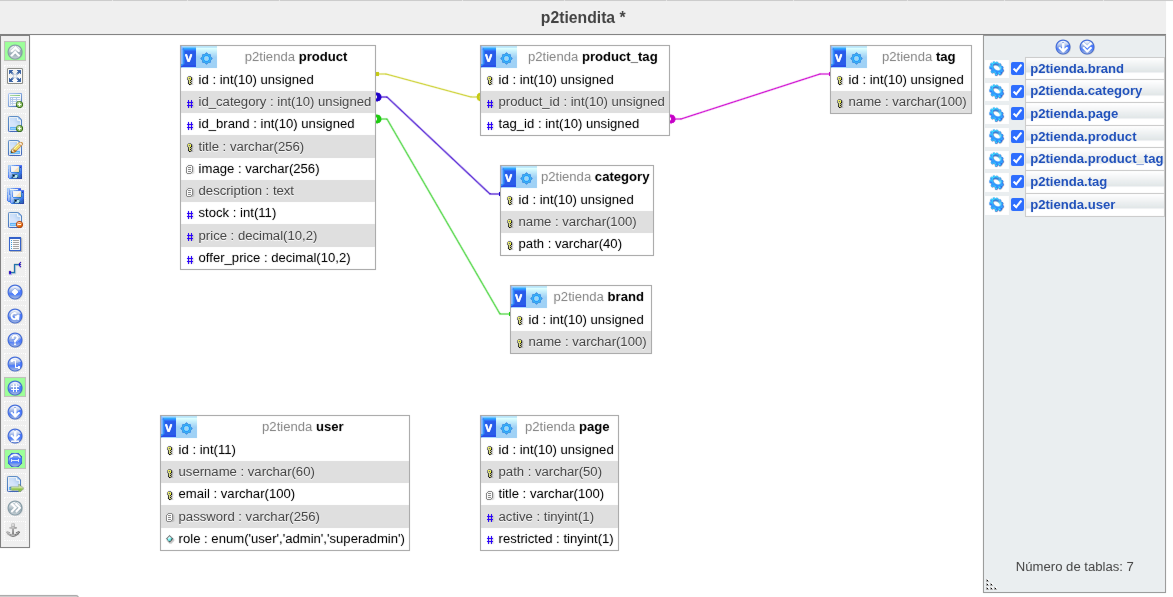 p2tiendita *
v p2tienda product
id : int(10) unsigned
# id_category : int(10) unsigned
# id_brand : int(10) unsigned
title : varchar(256)
image : varchar(256)
description : text
# stock : int(11)
# price : decimal(10,2)
# offer_price : decimal(10,2)
v p2tienda product_tag
id : int(10) unsigned
# product_id : int(10) unsigned
# tag_id : int(10) unsigned
v p2tienda tag
id : int(10) unsigned
name : varchar(100)
v p2tienda category
id : int(10) unsigned
name : varchar(100)
path : varchar(40)
v p2tienda brand
id : int(10) unsigned
name : varchar(100)
v p2tienda user
id : int(11)
username : varchar(60)
email : varchar(100)
password : varchar(256)
role : enum('user','admin','superadmin')
v p2tienda page
id : int(10) unsigned
path : varchar(50)
title : varchar(100)
# active : tinyint(1)
# restricted : tinyint(1)
p2tienda.brand
p2tienda.category
p2tienda.page
p2tienda.product
p2tienda.product_tag
p2tienda.tag
p2tienda.user
Número de tablas: 7